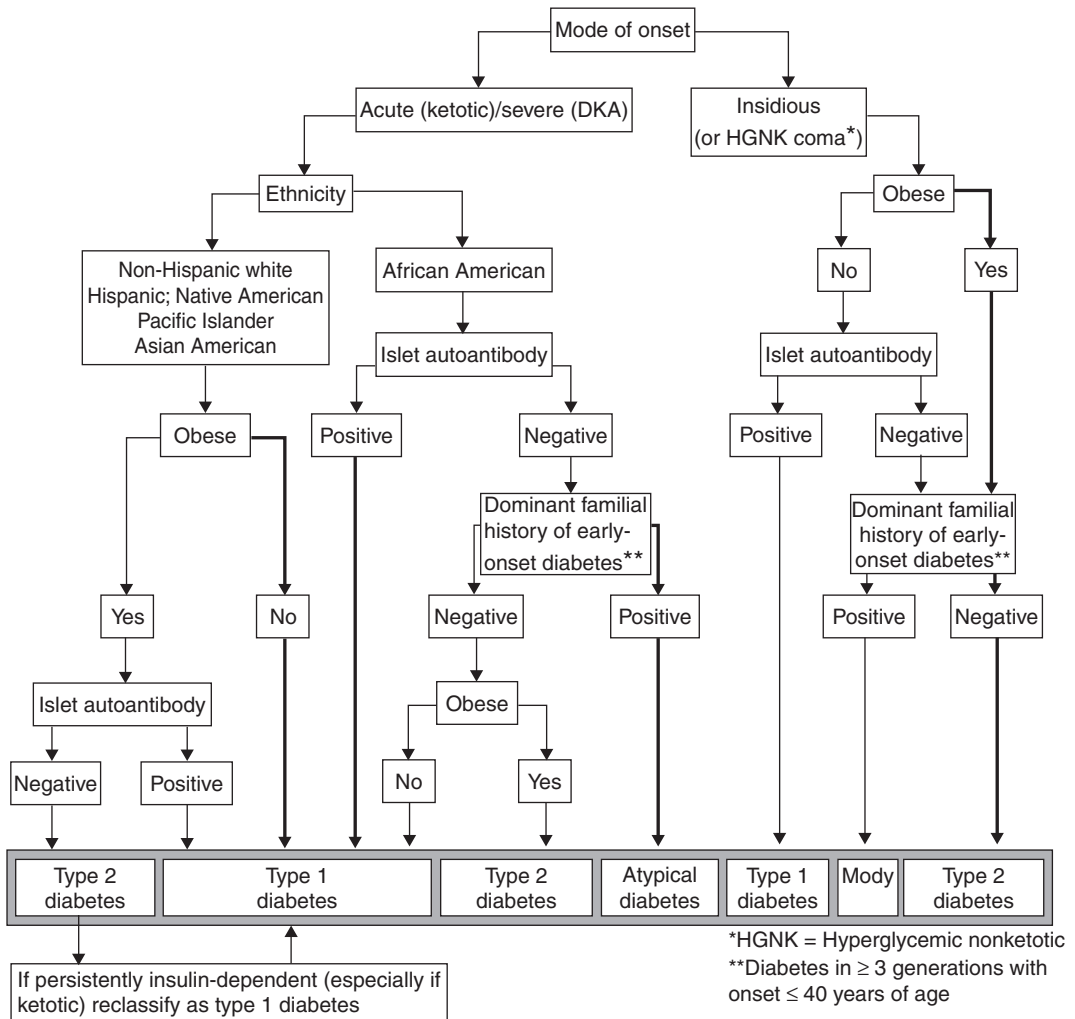 Mode of onset
Acute (ketotic)/severe (DKA)
Insidious
(or HGNK coma*)
Ethnicity
Obese
Non-Hispanic white
Hispanic; Native American
Pacific Islander
Asian American
African American
No
Yes
Islet autoantibody
Islet autoantibody
Obese
Positive
Negative
Positive
Negative
Dominant familial
history of early-
onset diabetes**
Dominant familial
history of early-
onset diabetes**
Yes
No
Negative
Positive
Positive
Negative
Islet autoantibody
Obese
Negative
Positive
No
Yes
Type 2
diabetes
Type 1
diabetes
Type 2
diabetes
Atypical
diabetes
Type 1
diabetes
Mody
Type 2
diabetes
If persistently insulin-dependent (especially if
ketotic) reclassify as type 1 diabetes
*HGNK = Hyperglycemic nonketotic
**Diabetes in ≥ 3 generations with
onset ≤ 40 years of age